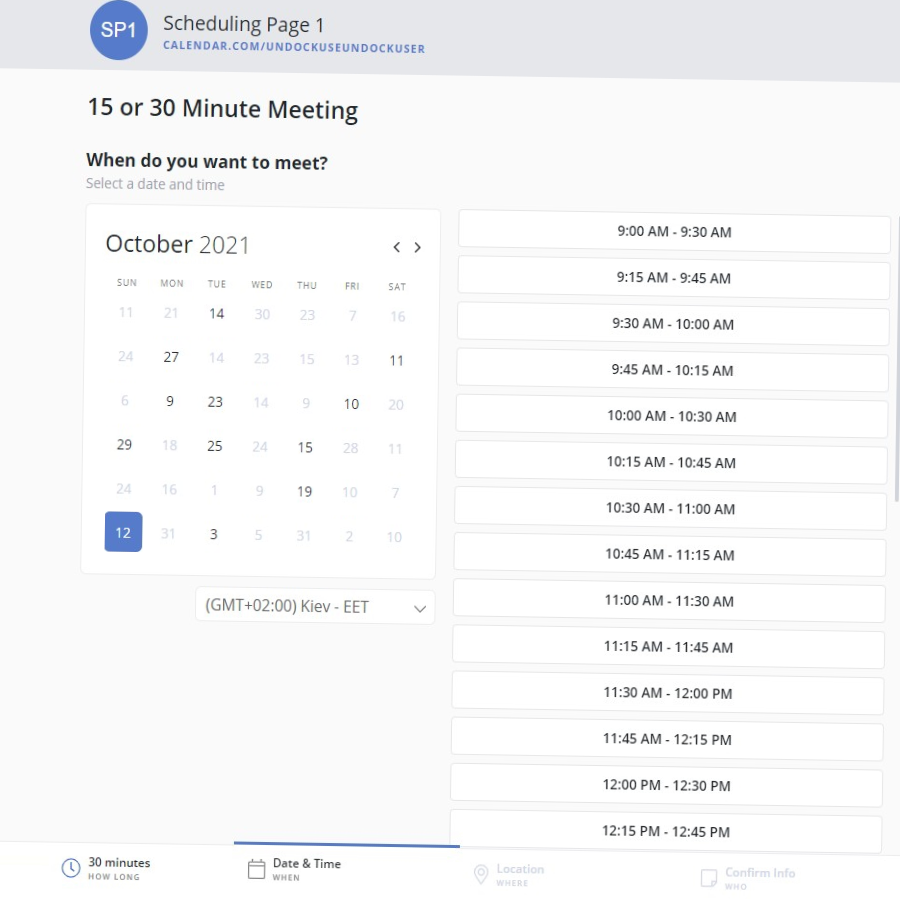 SP1
Scheduling Page 1
CALENDAR.COM/UNDOCKUSEUNDOCKUSER
15 or 30 Minute Meeting
When do you want to meet?
Select a date and time
October 2021
SUN MON TUE WED THU FRI SAT
11 21 14 30 23 7 16
24 27 14 23 15 13 11
6 9 23 14 9 10 20
29 18 25 24 15 28 11
24 16 1 9 19 10 7
12 31 3 5 31 2 10
(GMT+02:00) Kiev - EET
9:00 AM - 9:30 AM
9:15 AM - 9:45 AM
9:30 AM - 10:00 AM
9:45 AM - 10:15 AM
10:00 AM - 10:30 AM
10:15 AM - 10:45 AM
10:30 AM - 11:00 AM
10:45 AM - 11:15 AM
11:00 AM - 11:30 AM
11:15 AM - 11:45 AM
11:30 AM - 12:00 PM
11:45 AM - 12:15 PM
12:00 PM - 12:30 PM
12:15 PM - 12:45 PM
30 minutes
HOW LONG
Date & Time
WHEN
Location
WHERE
Confirm Info
WHO